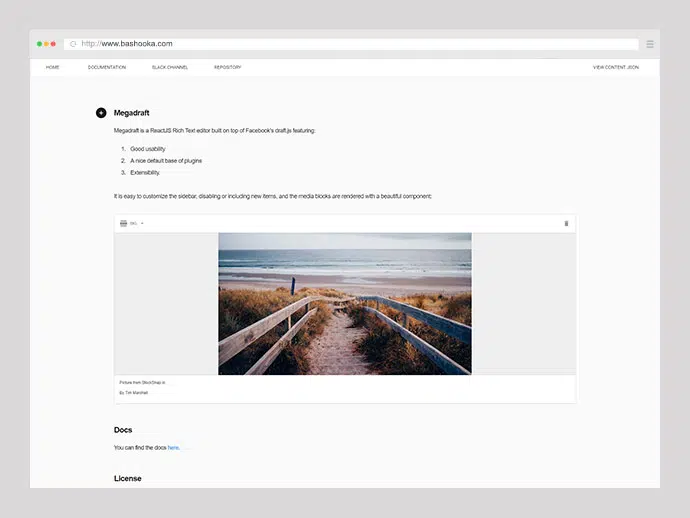 http://www.bashooka.com
HOME
DOCUMENTATION
SLACK CHANNEL
REPOSITORY
VIEW CONTENT JSON
Megadraft
Megadraft is a ReactJS Rich Text editor built on top of Facebook's draft.js featuring:
1. Good usability
2. A nice default base of plugins
3. Extensibility.
It is easy to customize the sidebar, disabling or including new items, and the media blocks are rendered with a beautiful component:
Picture from StockSnap.io
By Tim Marshall
Docs
You can find the docs here.
License